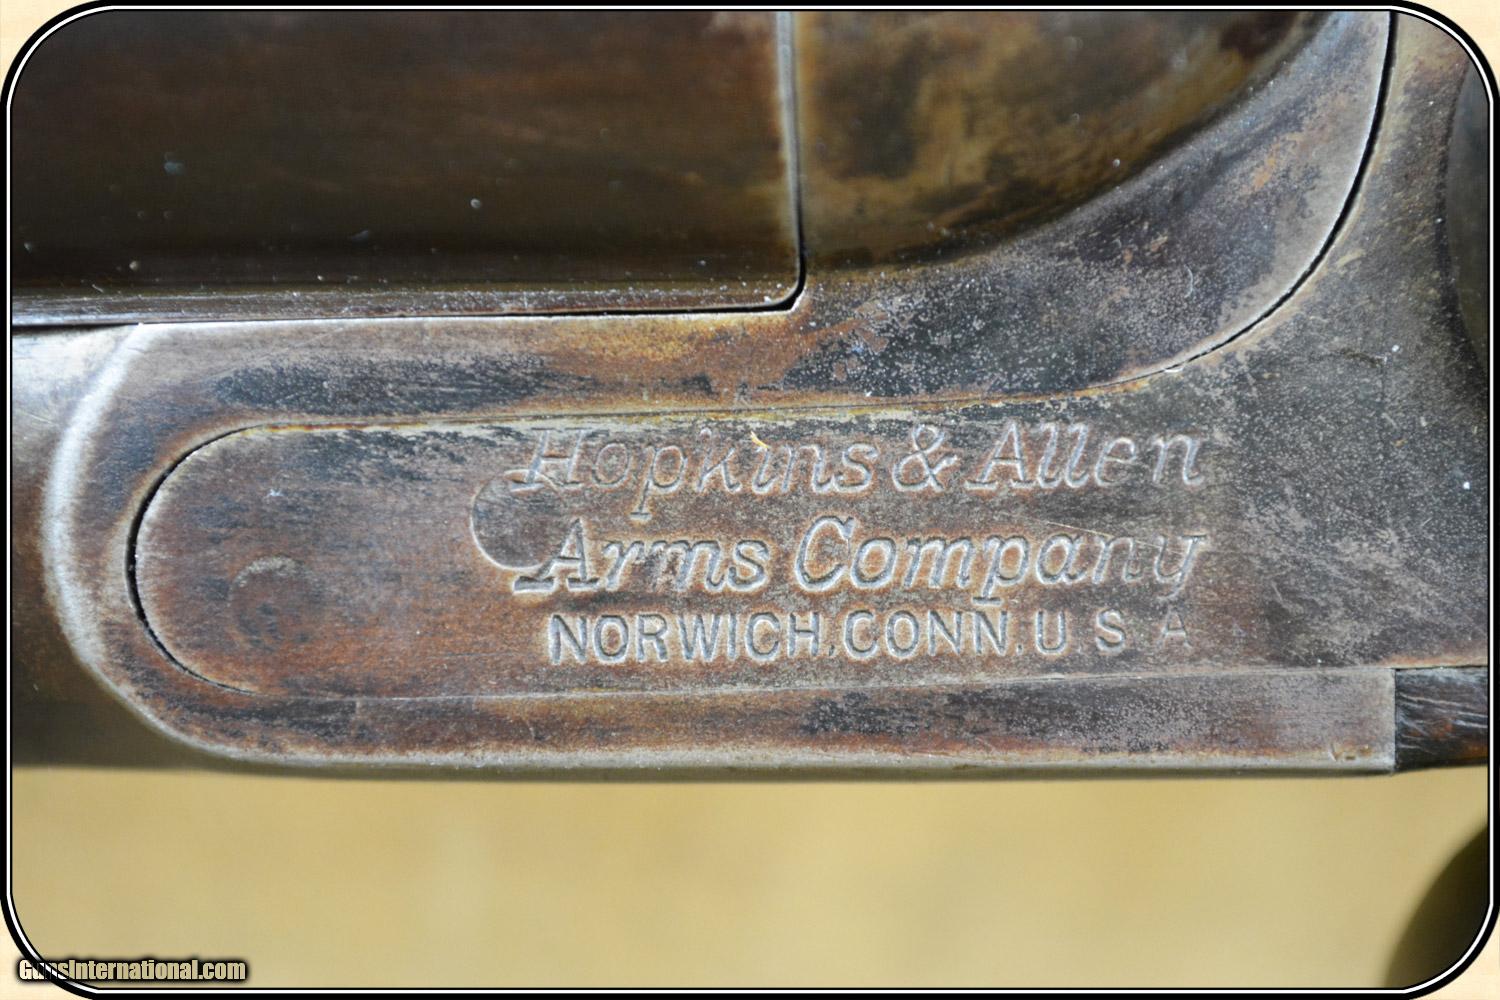 Hopkins & Allen
Arms Company
NORWICH, CONN. U.S.A
GunsInternational.com